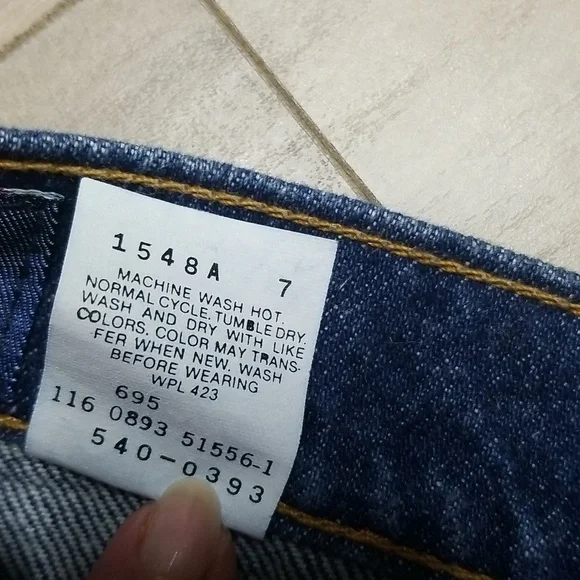 1548A 7
MACHINE WASH HOT.
NORMAL CYCLE. TUMBLE DRY.
WASH AND DRY WITH LIKE
COLORS. COLOR MAY TRANS-
FER WHEN NEW. WASH
BEFORE WEARING
WPL 423
695
116 0893 51556-1
540-0393